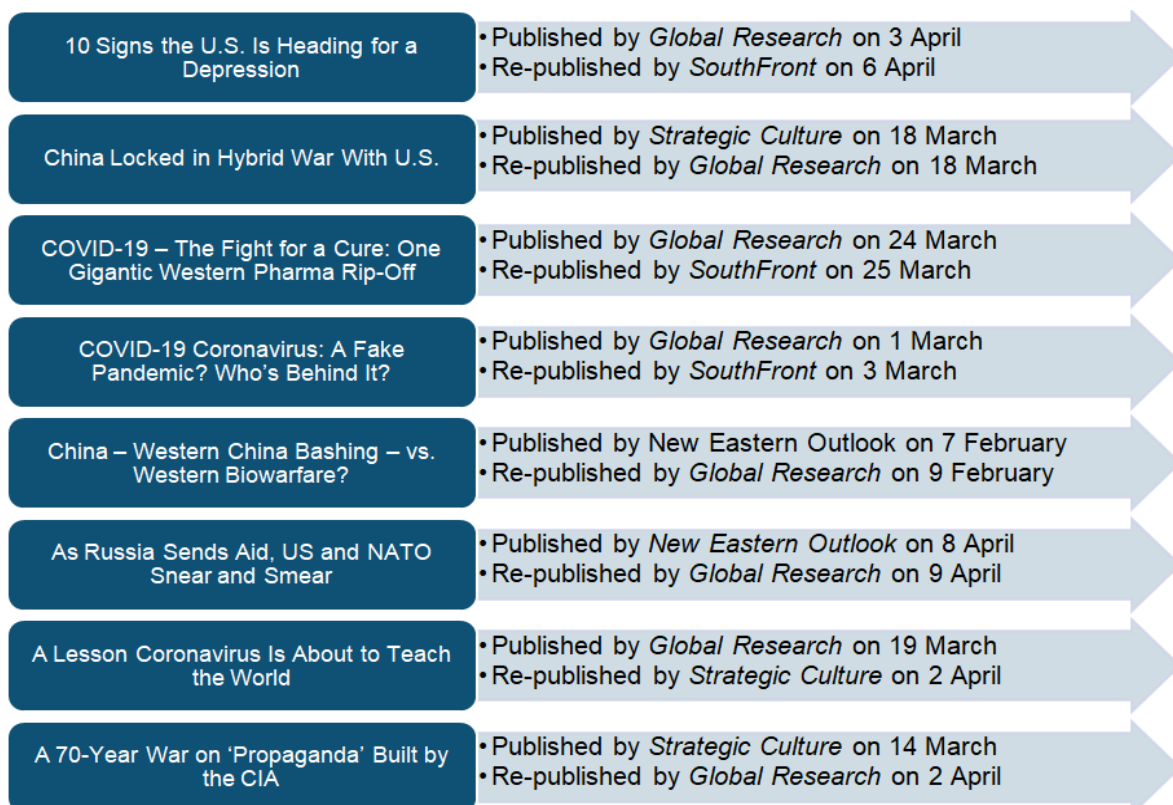 10 Signs the U.S. Is Heading for a
Depression
• Published by Global Research on 3 April
• Re-published by SouthFront on 6 April
China Locked in Hybrid War With U.S.
• Published by Strategic Culture on 18 March
• Re-published by Global Research on 18 March
COVID-19 – The Fight for a Cure: One
Gigantic Western Pharma Rip-Off
• Published by Global Research on 24 March
• Re-published by SouthFront on 25 March
COVID-19 Coronavirus: A Fake
Pandemic? Who's Behind It?
• Published by Global Research on 1 March
• Re-published by SouthFront on 3 March
China – Western China Bashing – vs.
Western Biowarfare?
• Published by New Eastern Outlook on 7 February
• Re-published by Global Research on 9 February
As Russia Sends Aid, US and NATO
Snear and Smear
• Published by New Eastern Outlook on 8 April
• Re-published by Global Research on 9 April
A Lesson Coronavirus Is About to Teach
the World
• Published by Global Research on 19 March
• Re-published by Strategic Culture on 2 April
A 70-Year War on ‘Propaganda’ Built by
the CIA
• Published by Strategic Culture on 14 March
• Re-published by Global Research on 2 April